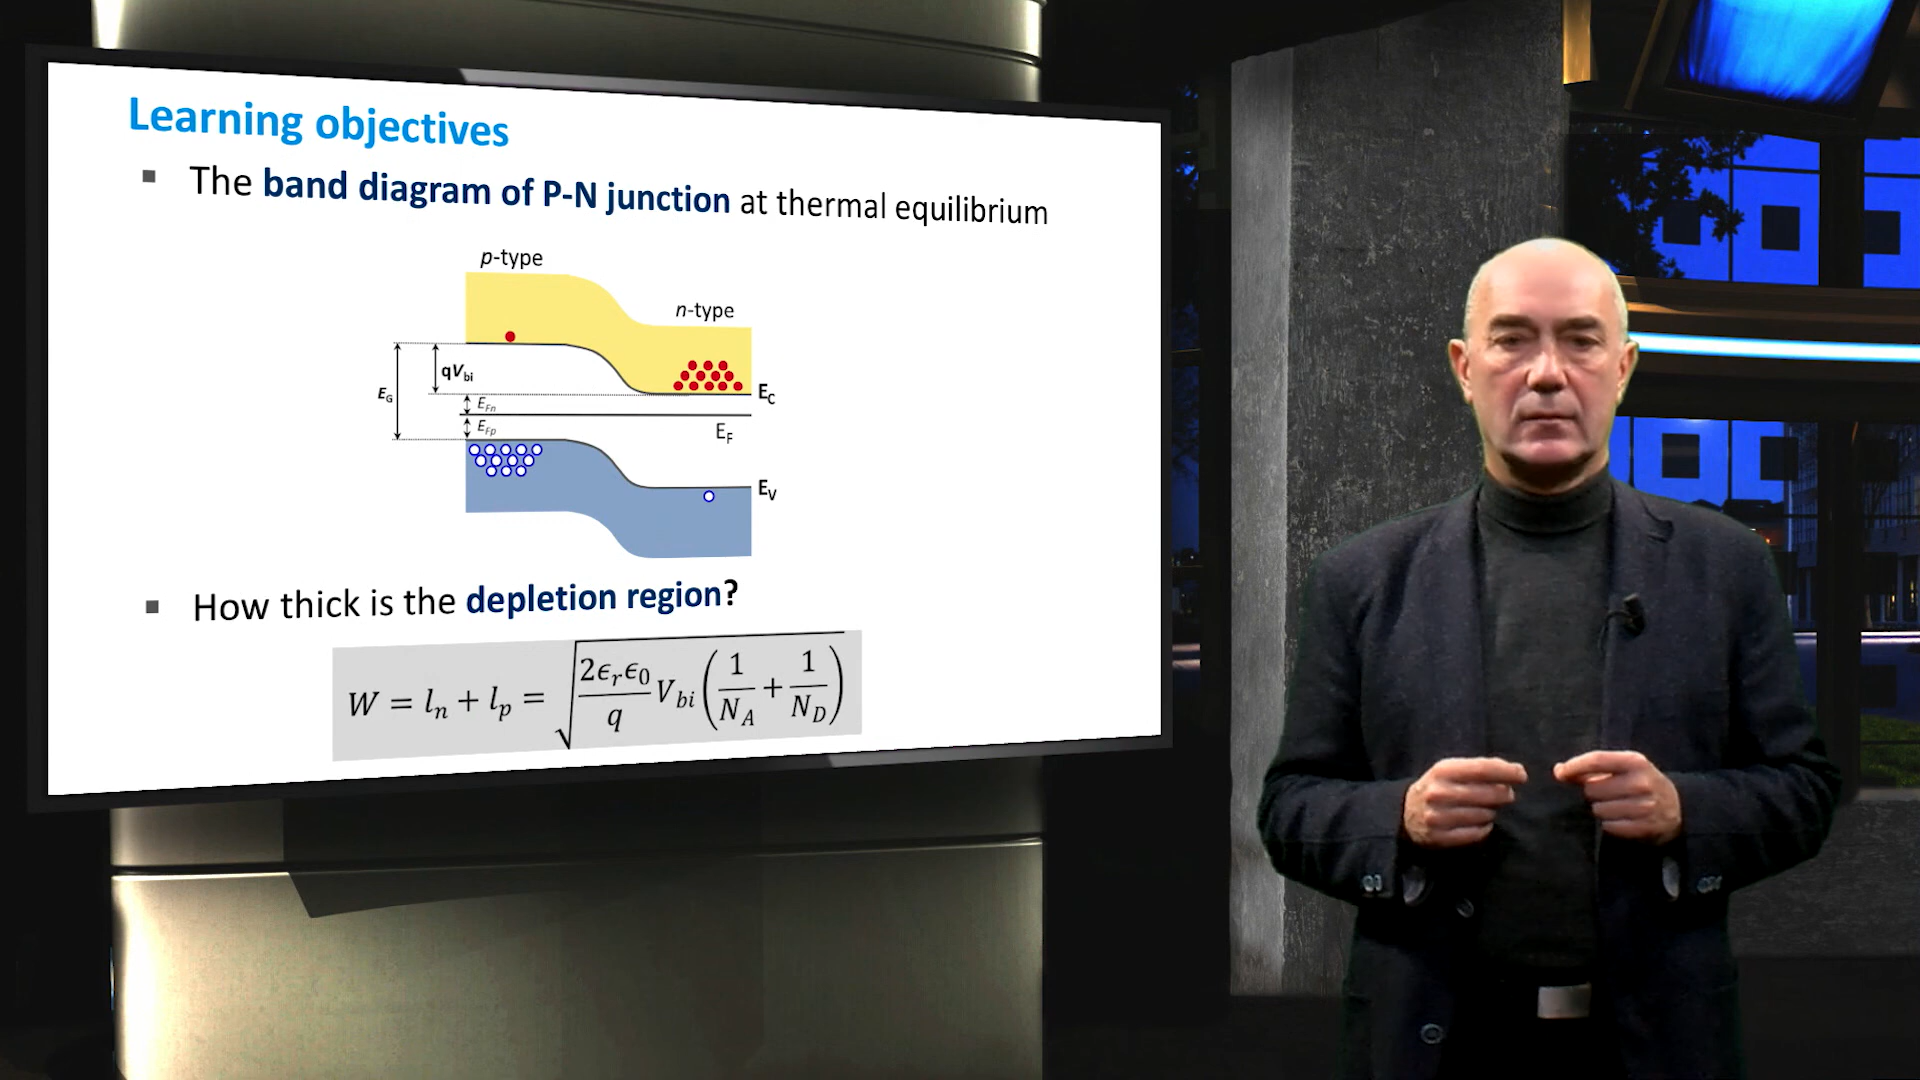 Learning objectives
▪ The band diagram of P-N junction at thermal equilibrium
p-type
n-type
qV_bi
E_G
E_C
E_Fn
E_Fp
E_F
E_V
▪ How thick is the depletion region?
W = l_n + l_p = √(2ϵ_rϵ_0/q V_bi (1/N_A + 1/N_D))